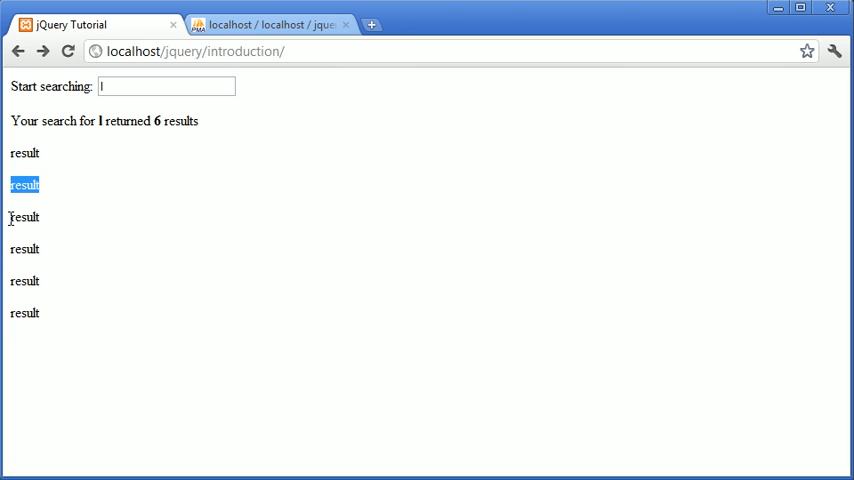 jQuery Tutorial
localhost / localhost / jque
localhost/jquery/introduction/
Start searching: l
Your search for l returned 6 results
result
result
result
result
result
result